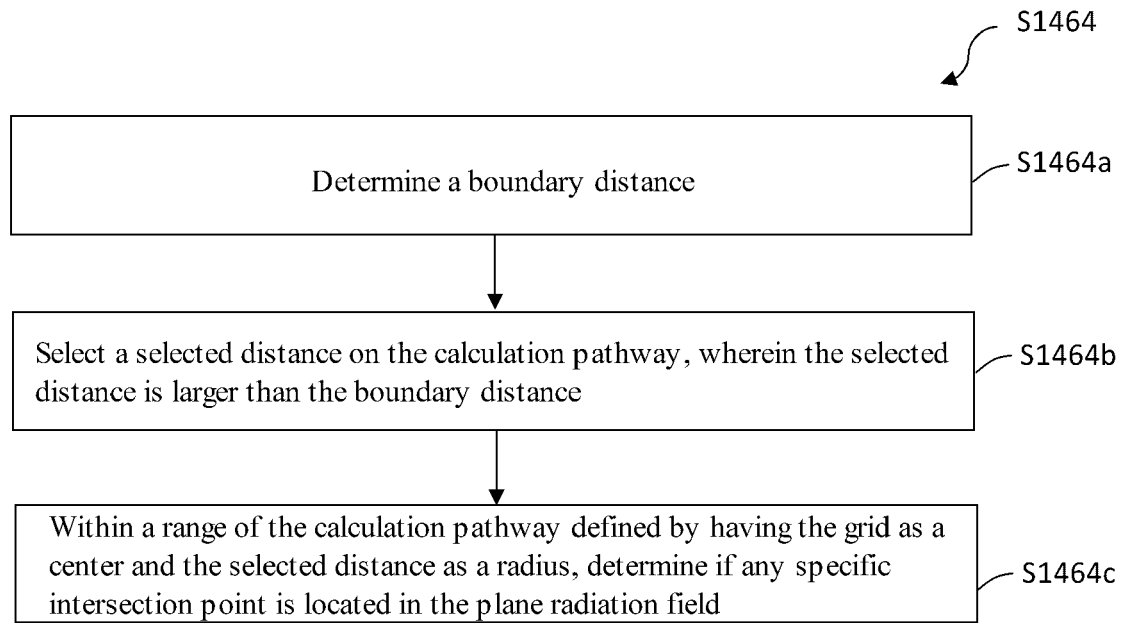 S1464
Determine a boundary distance
S1464a
Select a selected distance on the calculation pathway, wherein the selected
distance is larger than the boundary distance
S1464b
Within a range of the calculation pathway defined by having the grid as a
center and the selected distance as a radius, determine if any specific
intersection point is located in the plane radiation field
S1464c